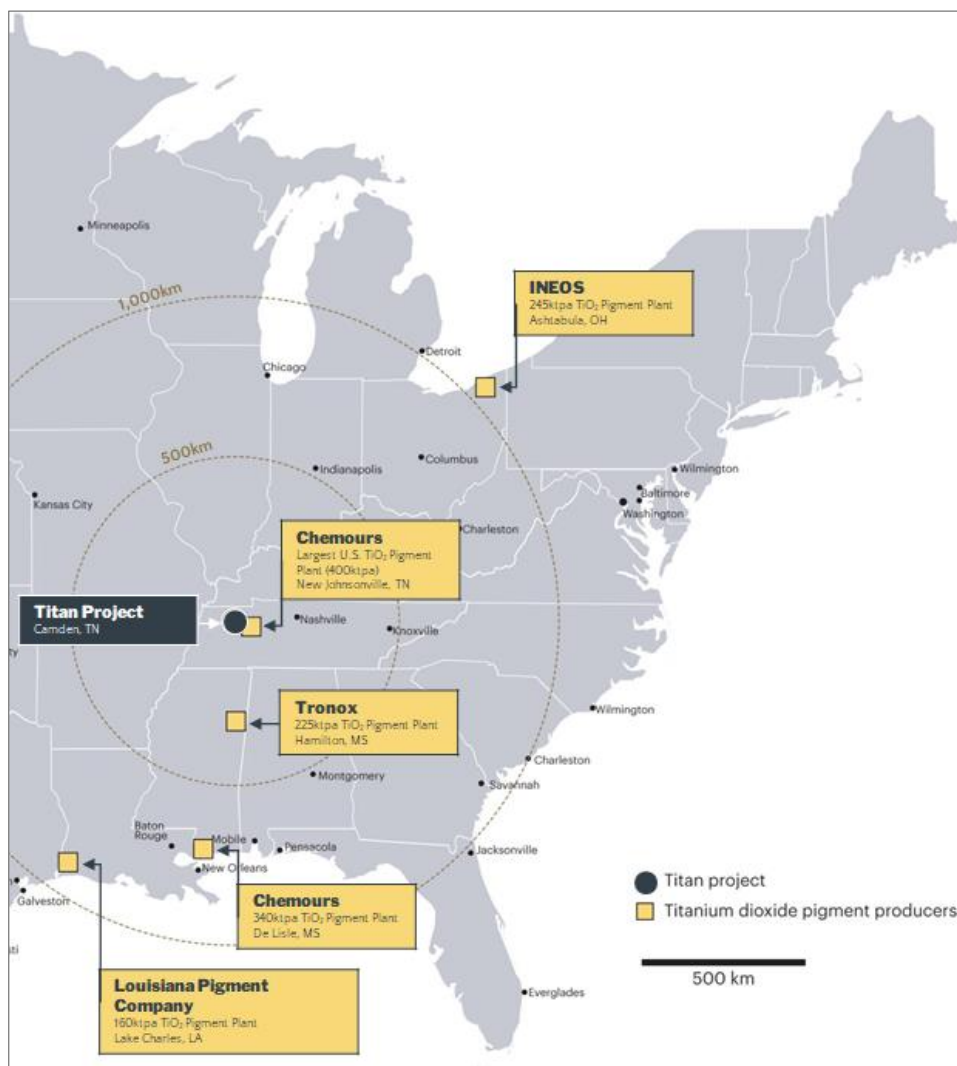 Minneapolis
1,000km
INEOS
245ktpa TiO₂ Pigment Plant
Ashtabula, OH
Detroit
Chicago
500km
Columbus
Indianapolis
Wilmington
Kansas City
Baltimore
Washington
Chemours
Largest U.S. TiO₂ Pigment
Plant (400ktpa)
New Johnsonville, TN
Charleston
Titan Project
Camden, TN
Nashville
Knoxville
Tronox
225ktpa TiO₂ Pigment Plant
Hamilton, MS
Wilmington
Charleston
Montgomery
Savannah
Baton
Rouge
Mobile
Pensacola
Jacksonville
New Orleans
Galveston
Chemours
340ktpa TiO₂ Pigment Plant
De Lisle, MS
Titan project
Titanium dioxide pigment producers
500 km
Louisiana Pigment
Company
160ktpa TiO₂ Pigment Plant
Lake Charles, LA
Everglades